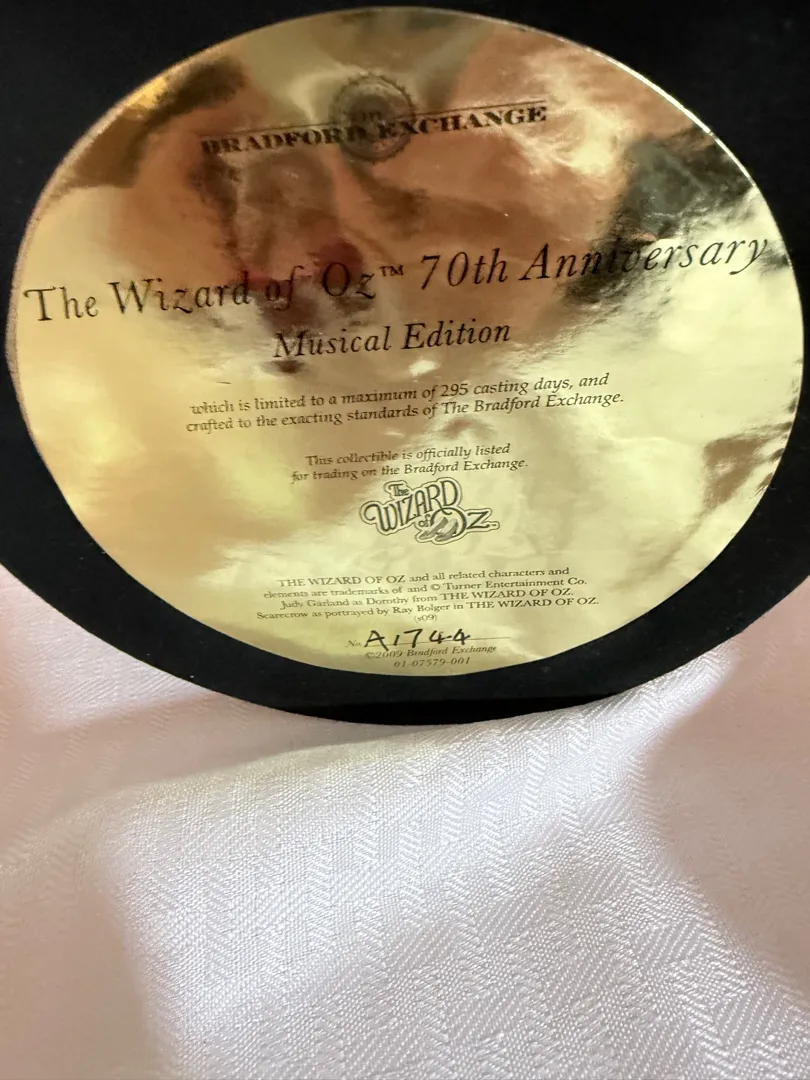 THE
BRADFORD EXCHANGE
The Wizard of Oz™ 70th Anniversary
Musical Edition
which is limited to a maximum of 295 casting days, and
crafted to the exacting standards of The Bradford Exchange.
This collectible is officially listed
for trading on the Bradford Exchange.
The
WIZARD
of OZ
THE WIZARD OF OZ and all related characters and
elements are trademarks of and © Turner Entertainment Co.
Judy Garland as Dorothy from THE WIZARD OF OZ.
Scarecrow as portrayed by Ray Bolger in THE WIZARD OF OZ.
(s09)
No. A1744
©2009 Bradford Exchange
01-07579-001